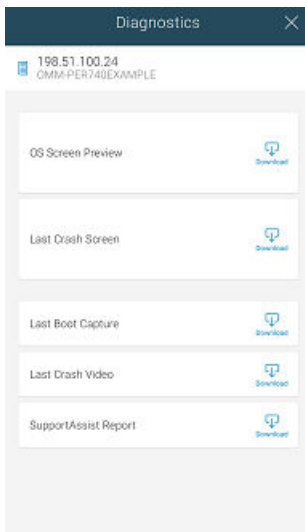 Diagnostics
198.51.100.24
OMM-PER740EXAMPLE
OS Screen Preview
Download
Last Crash Screen
Download
Last Boot Capture
Download
Last Crash Video
Download
SupportAssist Report
Download